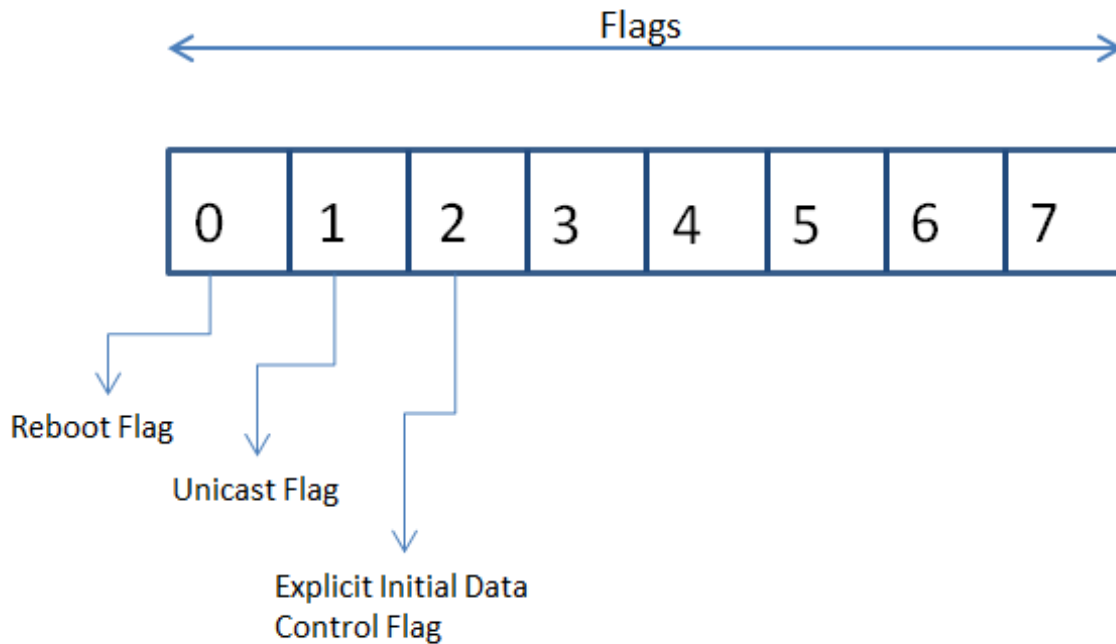 Flags
0 1 2 3 4 5 6 7
Reboot Flag
Unicast Flag
Explicit Initial Data
Control Flag